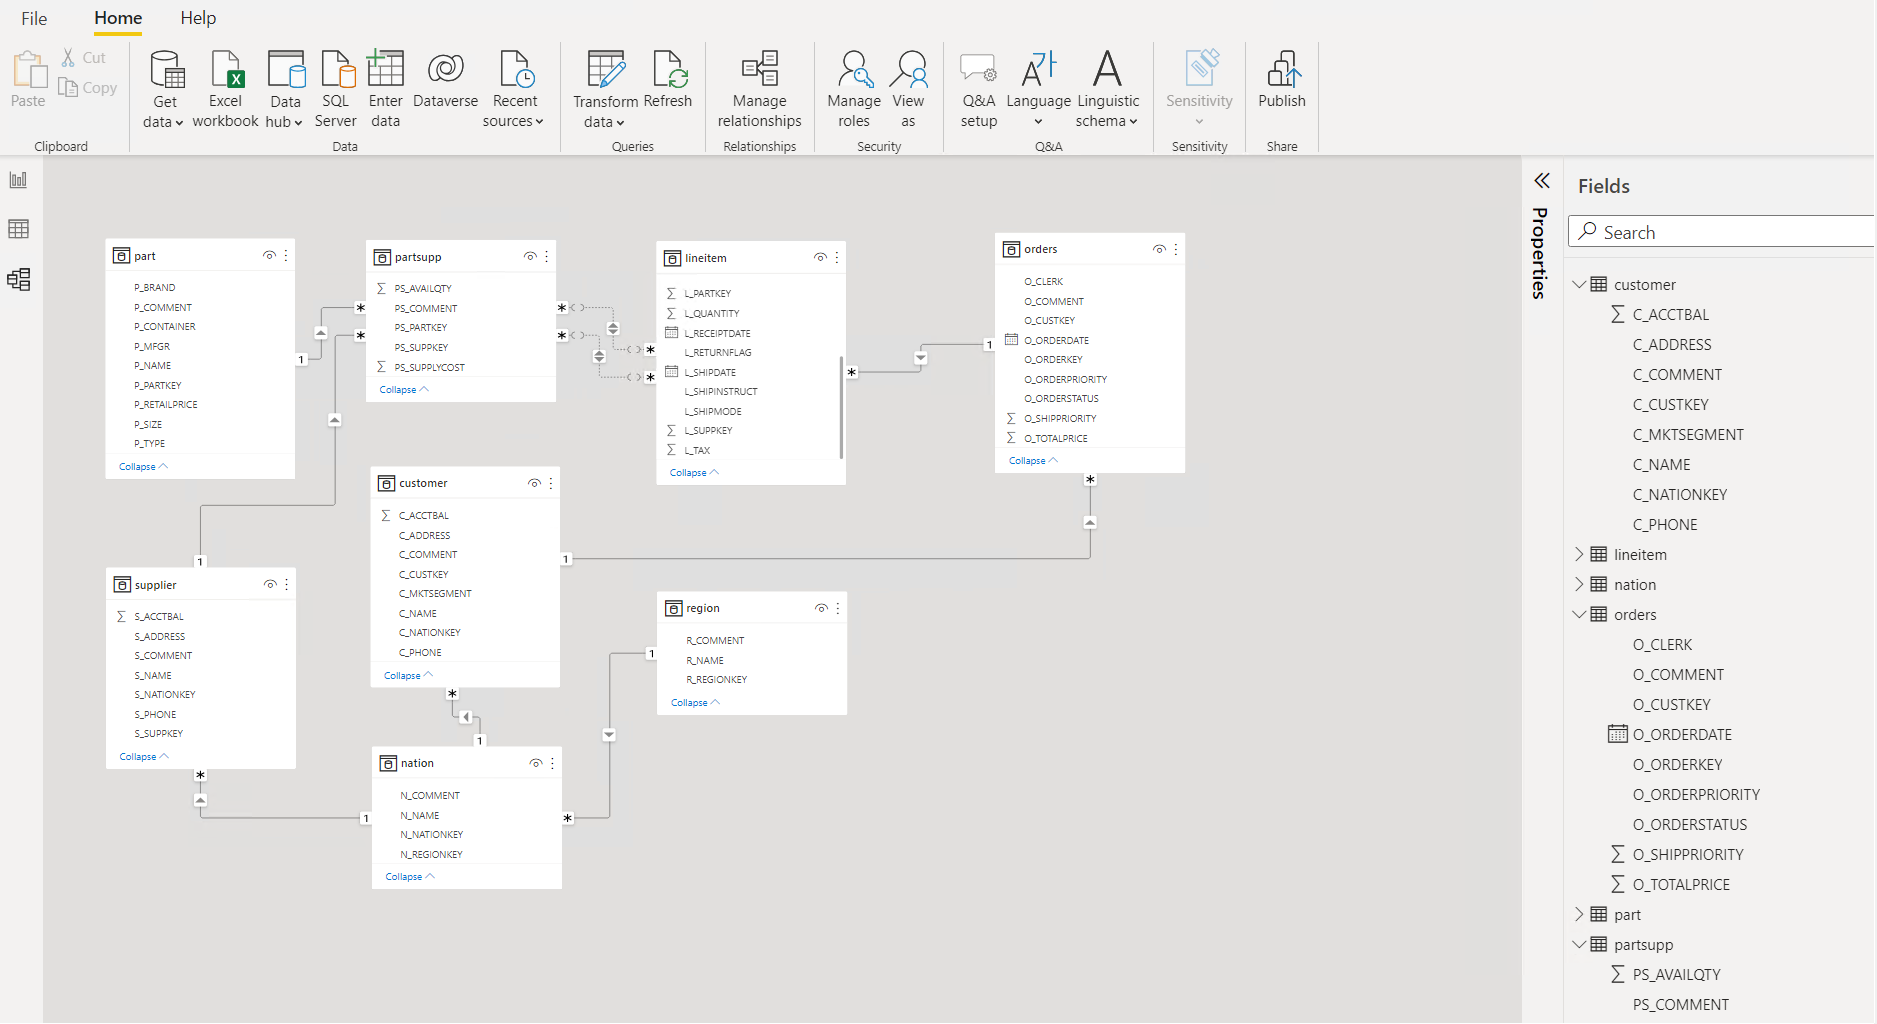 File Home Help
Paste
Cut
Copy
Get data
Excel workbook
Data hub
SQL Server
Enter data
Dataverse
Recent sources
Transform data
Refresh
Manage relationships
Manage roles
View as
Q&A setup
Language
Linguistic schema
Sensitivity
Publish
Clipboard Data Queries Relationships Security Q&A Sensitivity Share
part
P_BRAND
P_COMMENT
P_CONTAINER
P_MFGR
P_NAME
P_PARTKEY
P_RETAILPRICE
P_SIZE
P_TYPE
Collapse
1
*
*
partsupp
Σ PS_AVAILQTY
PS_COMMENT
PS_PARTKEY
PS_SUPPKEY
Σ PS_SUPPLYCOST
Collapse
*
*
*
*
lineitem
Σ L_PARTKEY
Σ L_QUANTITY
L_RECEIPTDATE
L_RETURNFLAG
L_SHIPDATE
L_SHIPINSTRUCT
L_SHIPMODE
Σ L_SUPPKEY
Σ L_TAX
Collapse
*
1
orders
O_CLERK
O_COMMENT
O_CUSTKEY
O_ORDERDATE
O_ORDERKEY
O_ORDERPRIORITY
O_ORDERSTATUS
Σ O_SHIPPRIORITY
Σ O_TOTALPRICE
Collapse
*
customer
Σ C_ACCTBAL
C_ADDRESS
C_COMMENT
C_CUSTKEY
C_MKTSEGMENT
C_NAME
C_NATIONKEY
C_PHONE
Collapse
1
*
1
1
supplier
Σ S_ACCTBAL
S_ADDRESS
S_COMMENT
S_NAME
S_NATIONKEY
S_PHONE
S_SUPPKEY
Collapse
*
1
region
R_COMMENT
R_NAME
R_REGIONKEY
Collapse
1
nation
N_COMMENT
N_NAME
N_NATIONKEY
N_REGIONKEY
Collapse
*
Properties
Fields
Search
customer
Σ C_ACCTBAL
C_ADDRESS
C_COMMENT
C_CUSTKEY
C_MKTSEGMENT
C_NAME
C_NATIONKEY
C_PHONE
lineitem
nation
orders
O_CLERK
O_COMMENT
O_CUSTKEY
O_ORDERDATE
O_ORDERKEY
O_ORDERPRIORITY
O_ORDERSTATUS
Σ O_SHIPPRIORITY
Σ O_TOTALPRICE
part
partsupp
Σ PS_AVAILQTY
PS_COMMENT